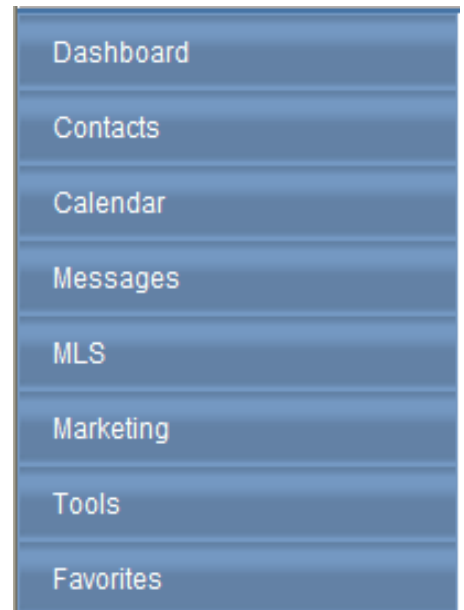 Dashboard
Contacts
Calendar
Messages
MLS
Marketing
Tools
Favorites